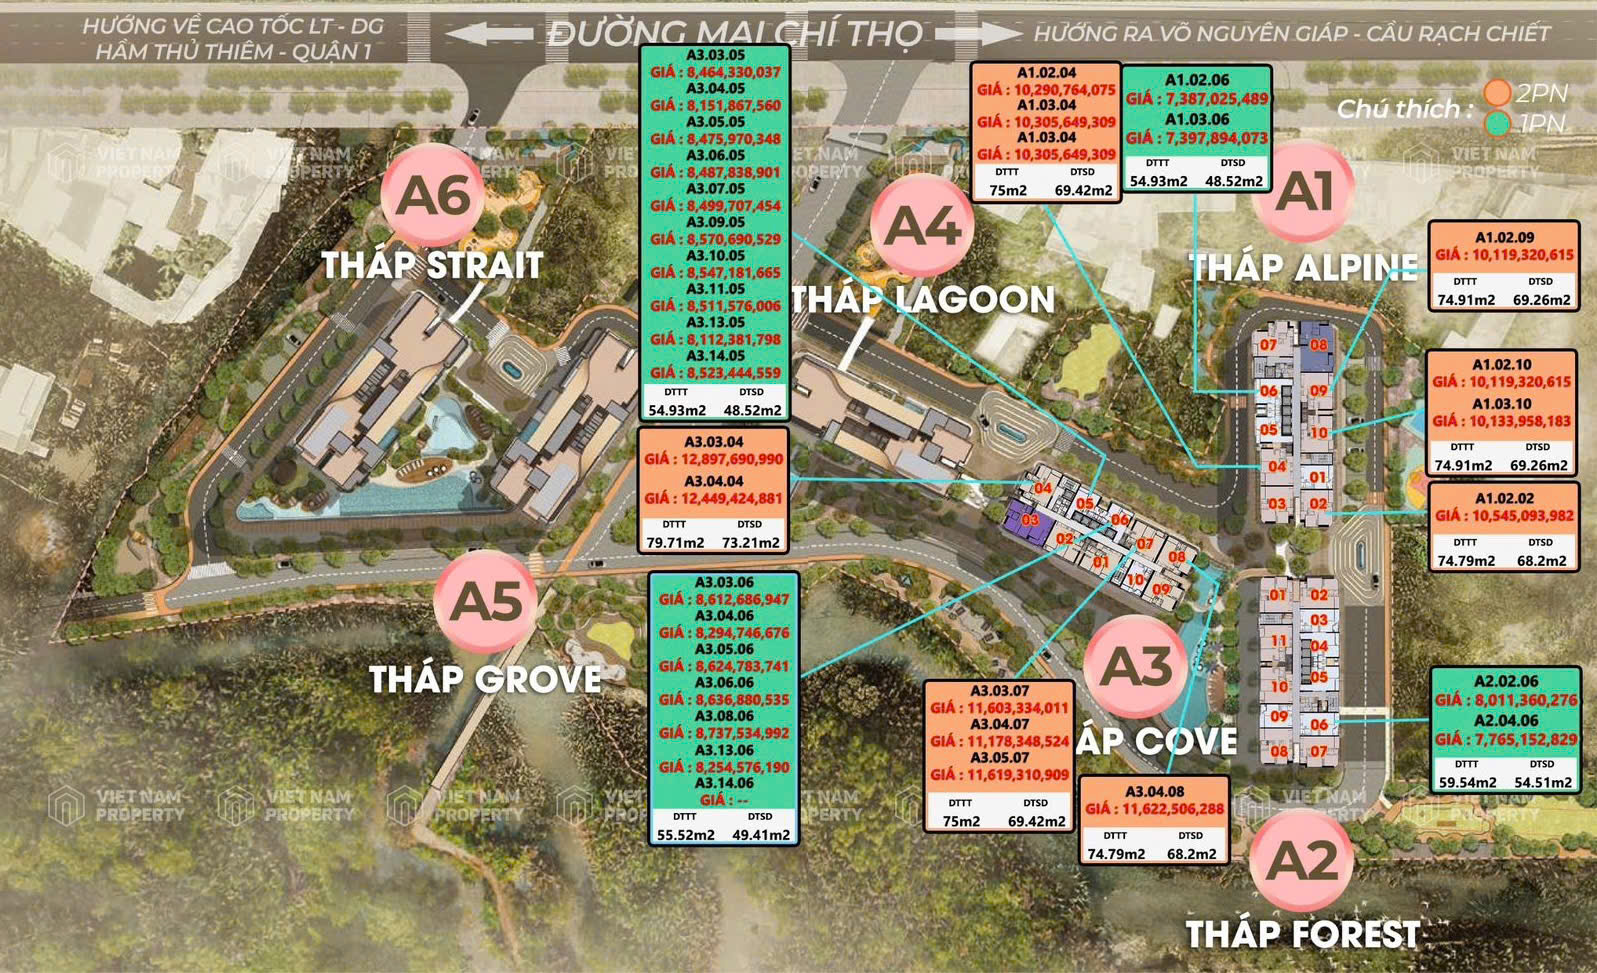 HƯỚNG VỀ CAO TỐC LT - DG
HẦM THỦ THIÊM - QUẬN 1
ĐƯỜNG MAI CHÍ THỌ
HƯỚNG RA VÕ NGUYÊN GIÁP - CẦU RẠCH CHIẾT
Chú thích :
2PN
1PN
A6
THÁP STRAIT
A4
THÁP LAGOON
A1
THÁP ALPINE
A5
THÁP GROVE
A3
ÁP COVE
A2
THÁP FOREST
A3.03.05
GIÁ : 8,464,330,037
A3.04.05
GIÁ : 8,151,867,560
A3.05.05
GIÁ : 8,475,970,348
A3.06.05
GIÁ : 8,487,838,901
A3.07.05
GIÁ : 8,499,707,454
A3.09.05
GIÁ : 8,570,690,529
A3.10.05
GIÁ : 8,547,181,665
A3.11.05
GIÁ : 8,511,576,006
A3.13.05
GIÁ : 8,112,381,798
A3.14.05
GIÁ : 8,523,444,559
DTTT DTSD
54.93m2 48.52m2
A3.03.04
GIÁ : 12,897,690,990
A3.04.04
GIÁ : 12,449,424,881
DTTT DTSD
79.71m2 73.21m2
A3.03.06
GIÁ : 8,612,686,947
A3.04.06
GIÁ : 8,294,746,676
A3.05.06
GIÁ : 8,624,783,741
A3.06.06
GIÁ : 8,636,880,535
A3.08.06
GIÁ : 8,737,534,992
A3.13.06
GIÁ : 8,254,576,190
A3.14.06
GIÁ : --
DTTT DTSD
55.52m2 49.41m2
A1.02.04
GIÁ : 10,290,764,075
A1.03.04
GIÁ : 10,305,649,309
A1.03.04
GIÁ : 10,305,649,309
DTTT DTSD
75m2 69.42m2
A1.02.06
GIÁ : 7,387,025,489
A1.03.06
GIÁ : 7,397,894,073
DTTT DTSD
54.93m2 48.52m2
A1.02.09
GIÁ : 10,119,320,615
DTTT DTSD
74.91m2 69.26m2
A1.02.10
GIÁ : 10,119,320,615
A1.03.10
GIÁ : 10,133,958,183
DTTT DTSD
74.91m2 69.26m2
A1.02.02
GIÁ : 10,545,093,982
DTTT DTSD
74.79m2 68.2m2
A2.02.06
GIÁ : 8,011,360,276
A2.04.06
GIÁ : 7,765,152,829
DTTT DTSD
59.54m2 54.51m2
A3.03.07
GIÁ : 11,603,334,011
A3.04.07
GIÁ : 11,178,348,524
A3.05.07
GIÁ : 11,619,310,909
DTTT DTSD
75m2 69.42m2
A3.04.08
GIÁ : 11,622,506,288
DTTT DTSD
74.79m2 68.2m2
07 08
06 09
05 10
04 01
03 02
04
05
03
06
02
07
01
08
10
09
01 02
03
11 04
10 05
09 06
08 07
VIET NAM
PROPERTY
VIET NAM
PROPERTY
VIET NAM
PROPERTY
VIET NAM
PROPERTY
VIET NAM
PROPERTY
VIET NAM
PROPERTY